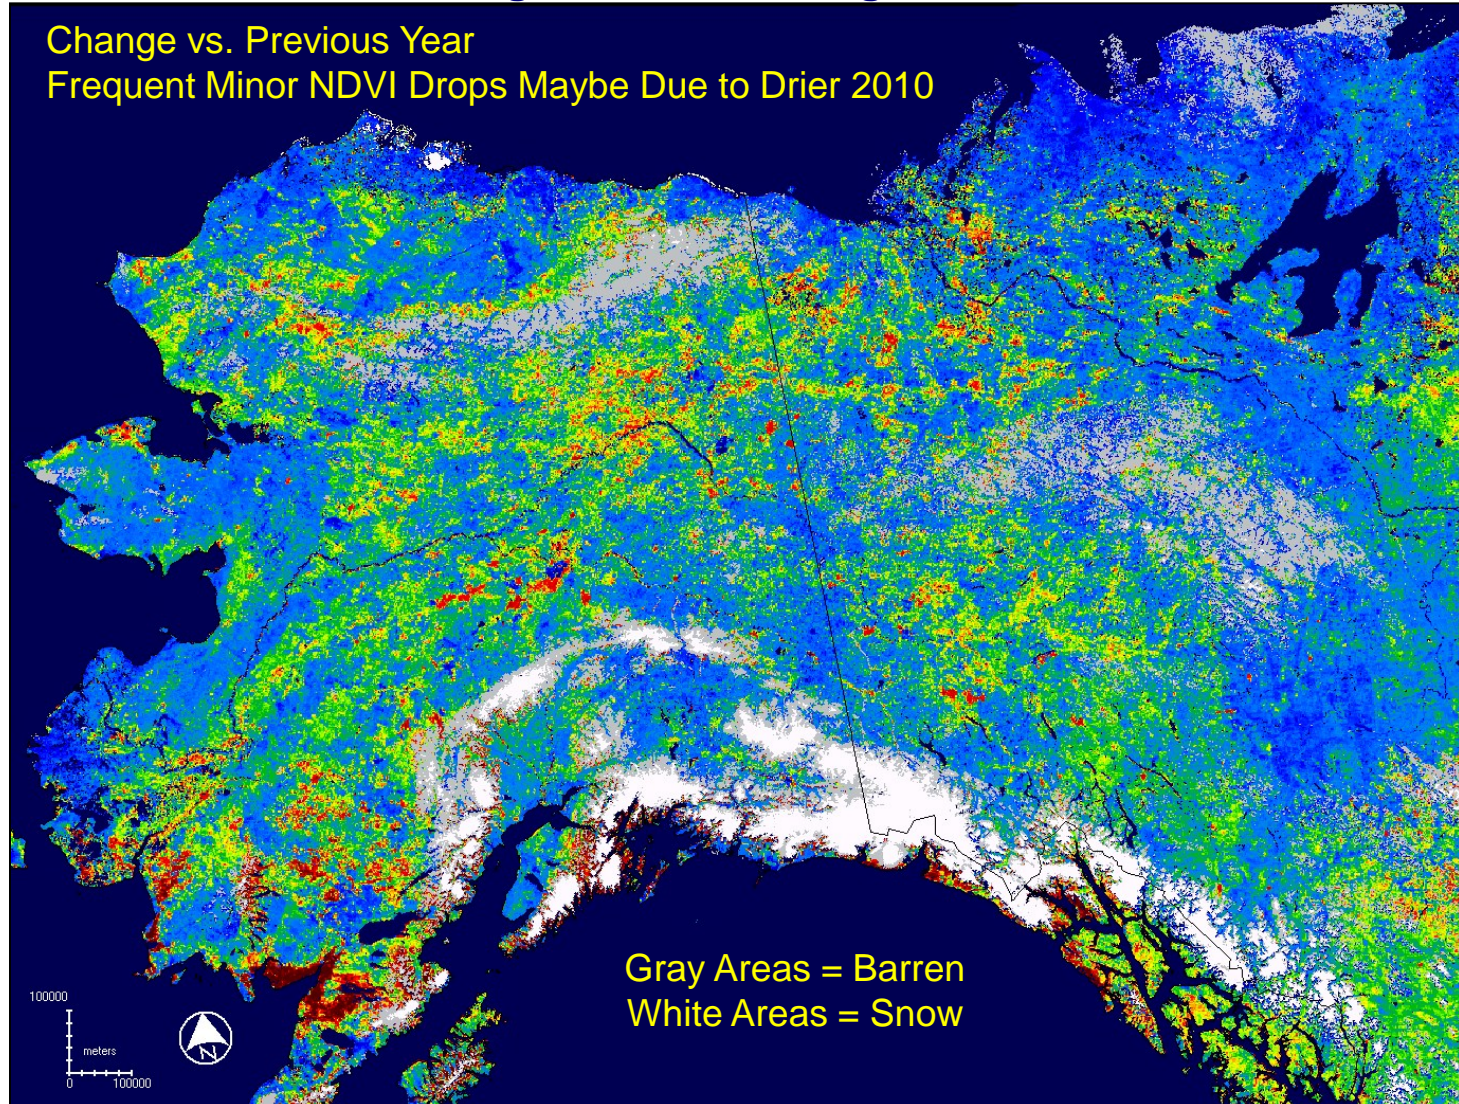 Change vs. Previous Year
Frequent Minor NDVI Drops Maybe Due to Drier 2010
Gray Areas = Barren
White Areas = Snow
100000
meters
0 100000
N